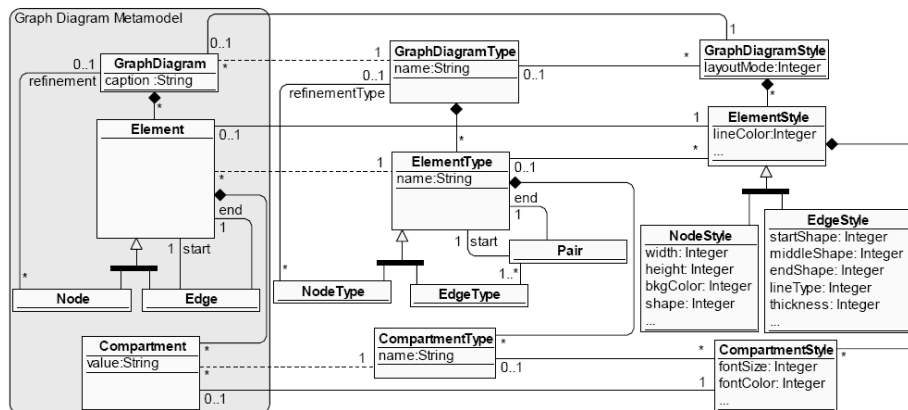 Graph Diagram Metamodel
0..1
1
GraphDiagram
caption :String
0..1
refinement
*
1
GraphDiagramType
name:String
0..1
refinementType
0..1
*
GraphDiagramStyle
layoutMode:Integer
*
*
*
Element
0..1
1
ElementStyle
lineColor:Integer
...
*
ElementType
name:String
0..1
*
*
1
end
1
1
start
end
1
1
start
Pair
1..*
*
Node
Edge
*
NodeType
EdgeType
NodeStyle
width: Integer
height: Integer
bkgColor: Integer
shape: Integer
...
EdgeStyle
startShape: Integer
middleShape: Integer
endShape: Integer
lineType: Integer
thickness: Integer
...
Compartment
value:String
*
*
0..1
1
CompartmentType
name:String
*
0..1
*
1
CompartmentStyle
fontSize: Integer
fontColor: Integer
...
*